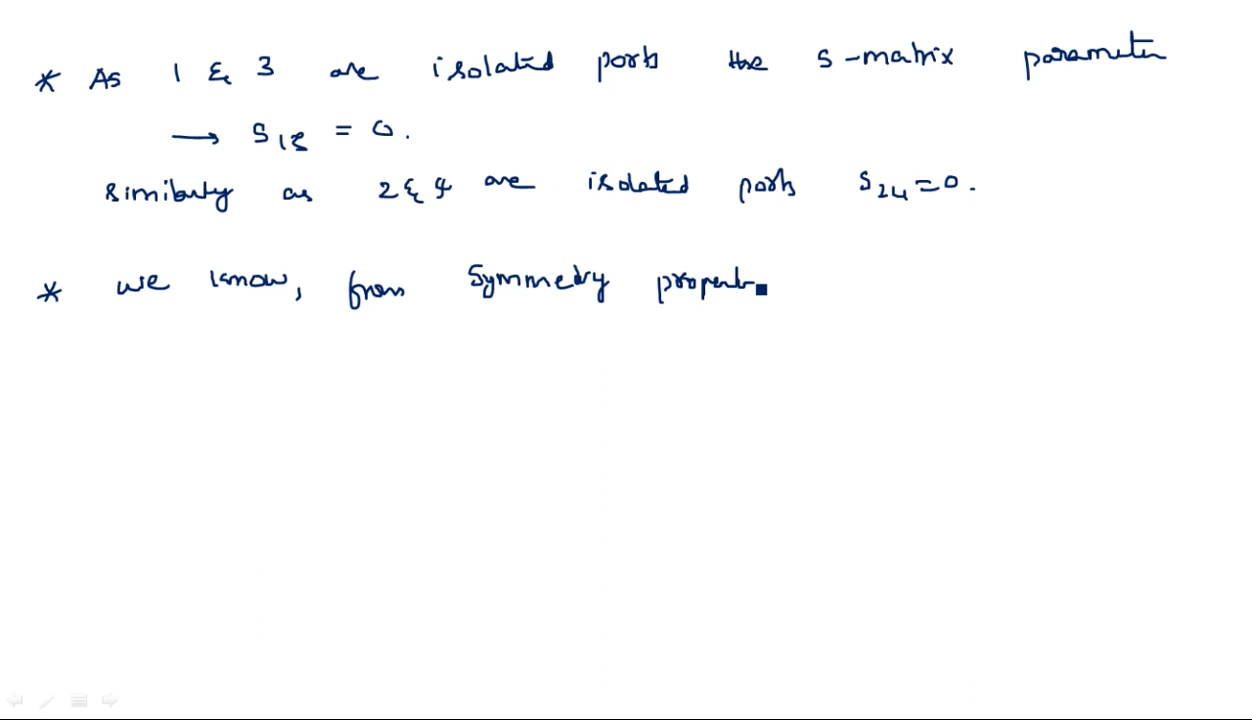 * As 1 & 3 are isolated ports the S-matrix parameter
→ S13 = 0.
similarly as 2 & 4 are isolated ports S24 = 0.
* we know, from symmetry propert